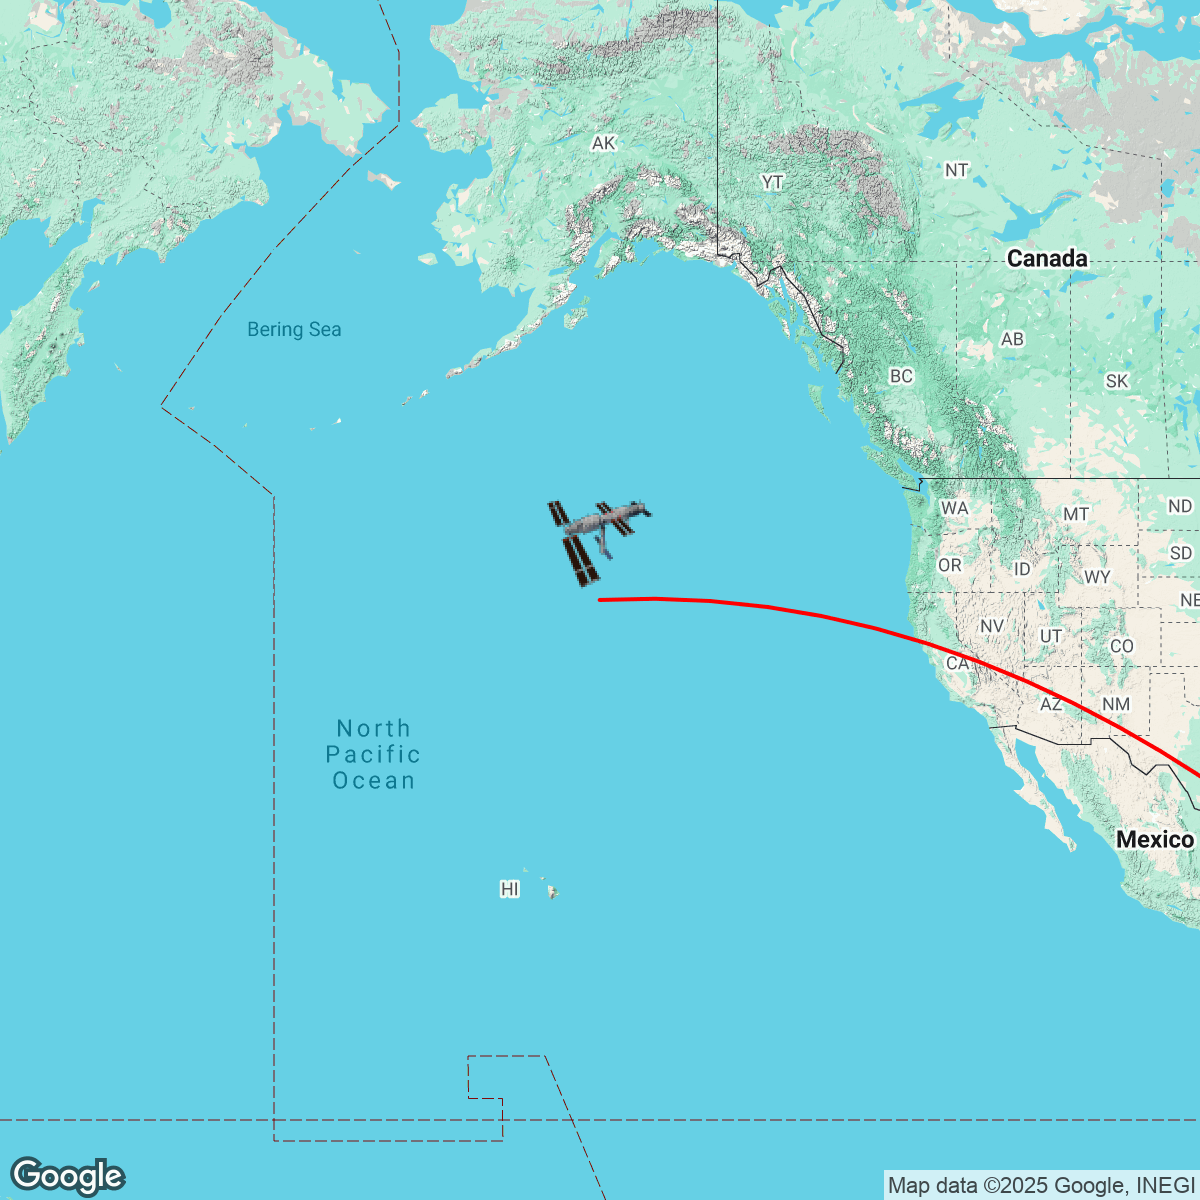 AK
YT
NT
Canada
Bering Sea
AB
BC
SK
WA
MT
ND
OR
ID
WY
SD
NE
NV
UT
CO
CA
AZ
NM
North
Pacific
Ocean
Mexico
HI
Google
Map data ©2025 Google, INEGI